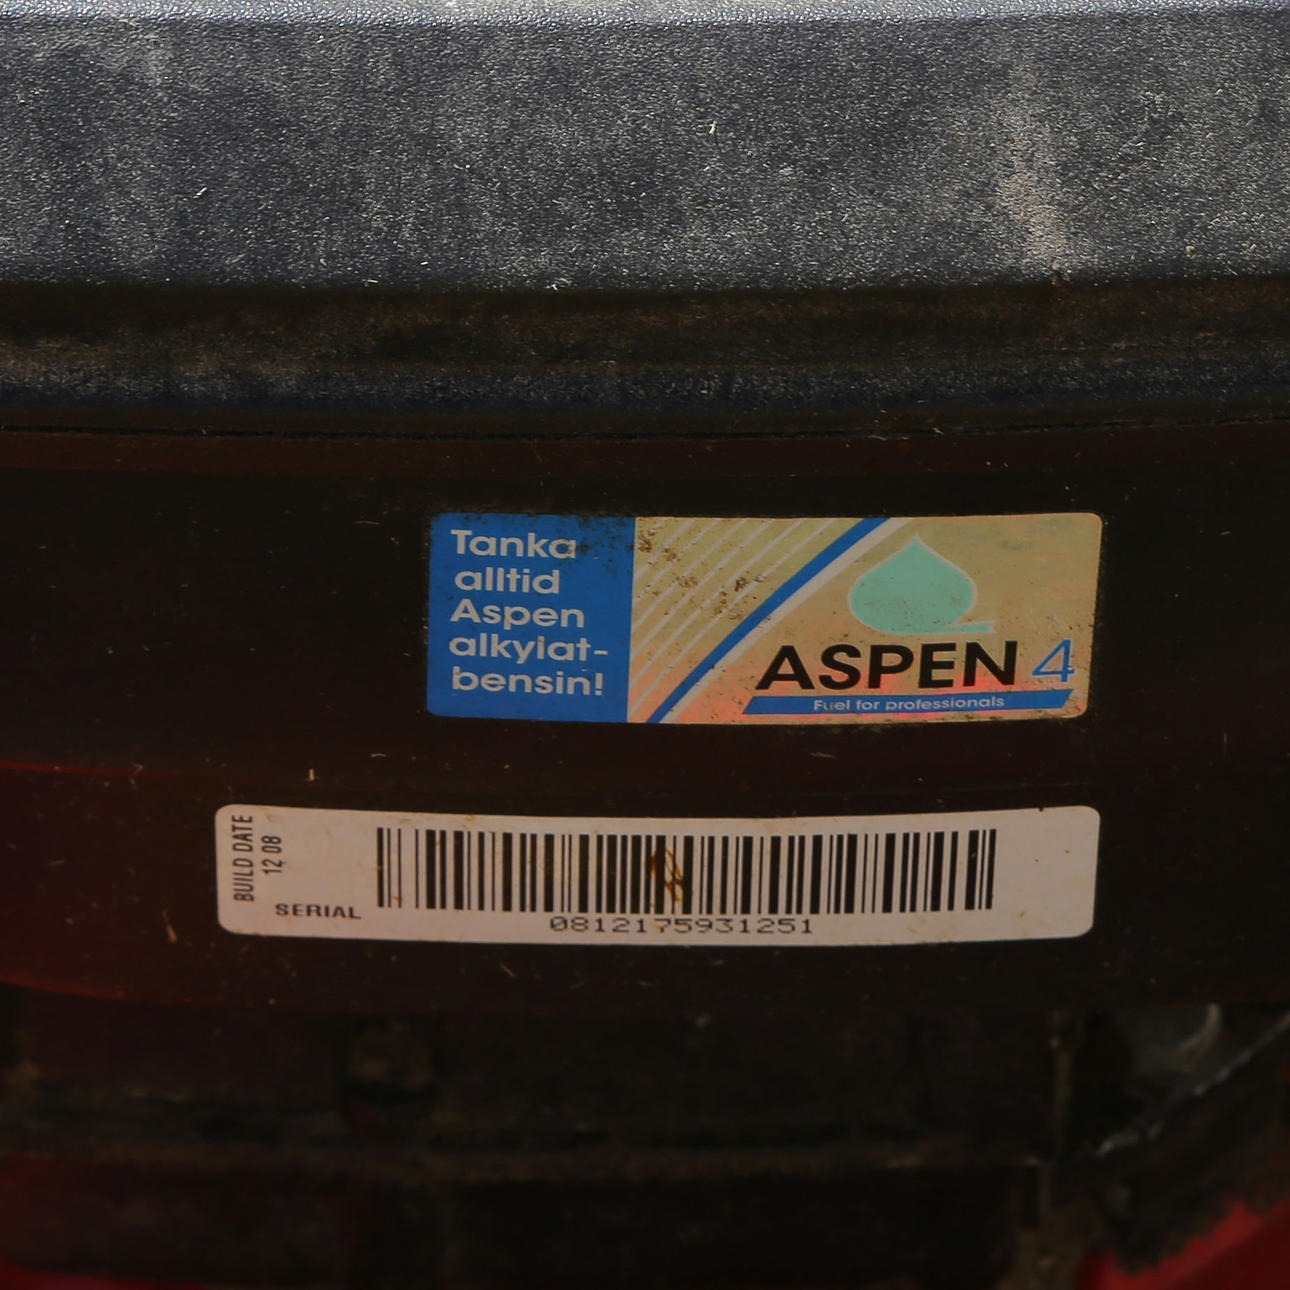 Tanka
alltid
Aspen
alkylat-
bensin!
ASPEN 4
Fuel for professionals
BUILD DATE
12 08
SERIAL
0812175931251